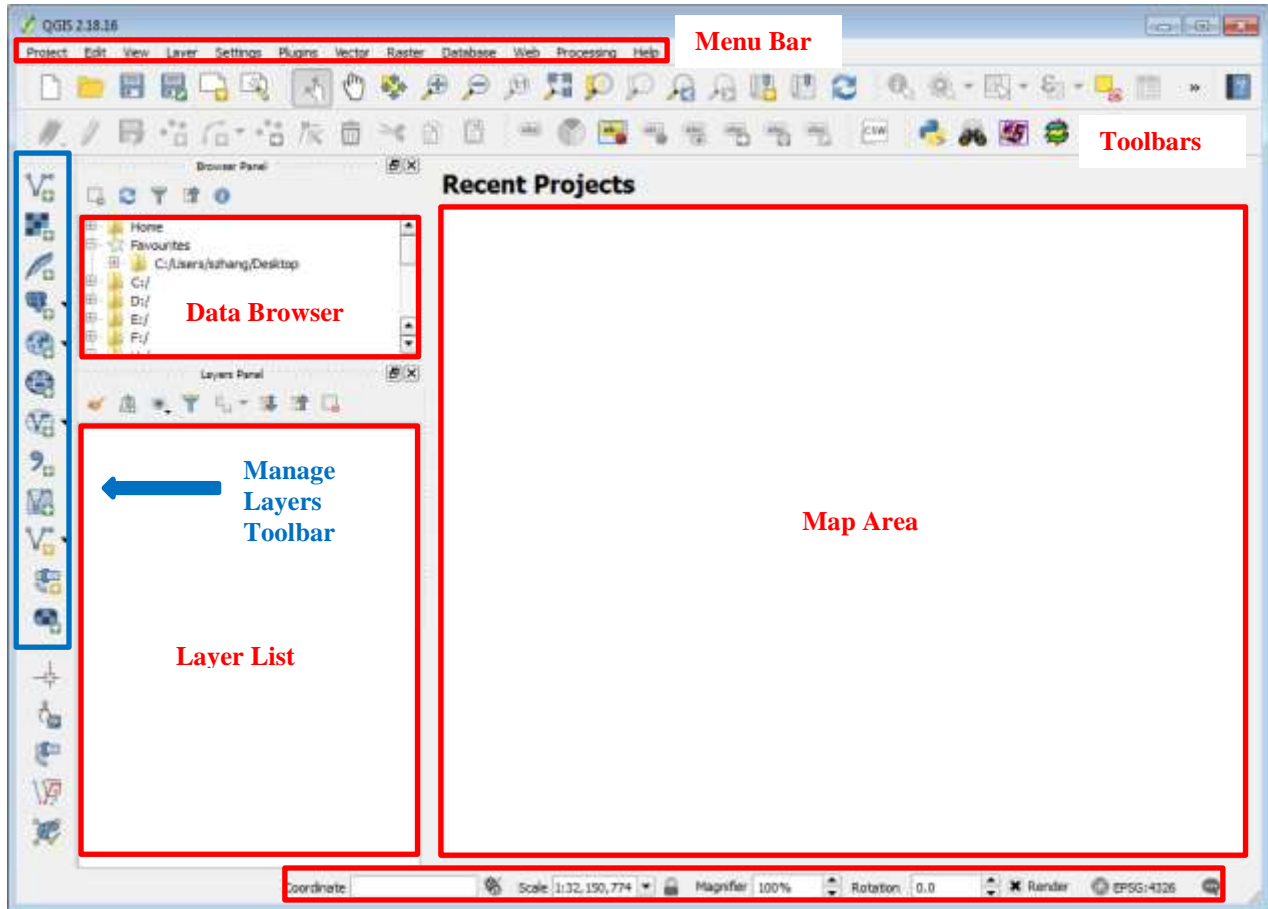 QGIS 2.18.16
Project Edit View Layer Settings Plugins Vector Raster Database Web Processing Help
Menu Bar
CSW
Toolbars
Browser Panel
Recent Projects
Home
Favourites
C:/Users/szhang/Desktop
C:/
D:/
E:/
F:/
Data Browser
Layers Panel
Manage
Layers
Toolbar
Map Area
Layer List
Coordinate Scale 1:32,150,774 Magnifier 100% Rotation 0.0 Render EPSG:4326